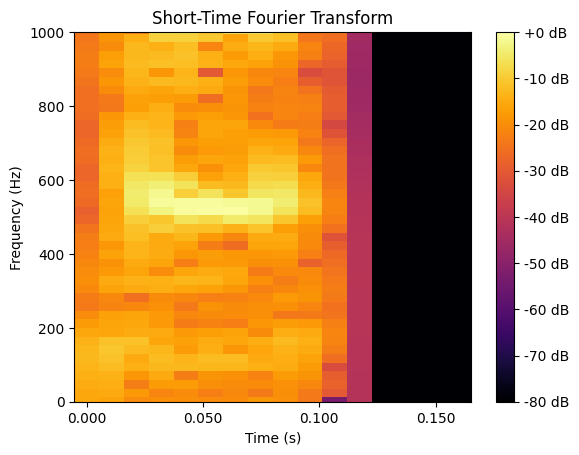 Short-Time Fourier Transform
1000
800
600
400
200
0
Frequency (Hz)
0.000
0.050
0.100
0.150
Time (s)
+0 dB
-10 dB
-20 dB
-30 dB
-40 dB
-50 dB
-60 dB
-70 dB
-80 dB